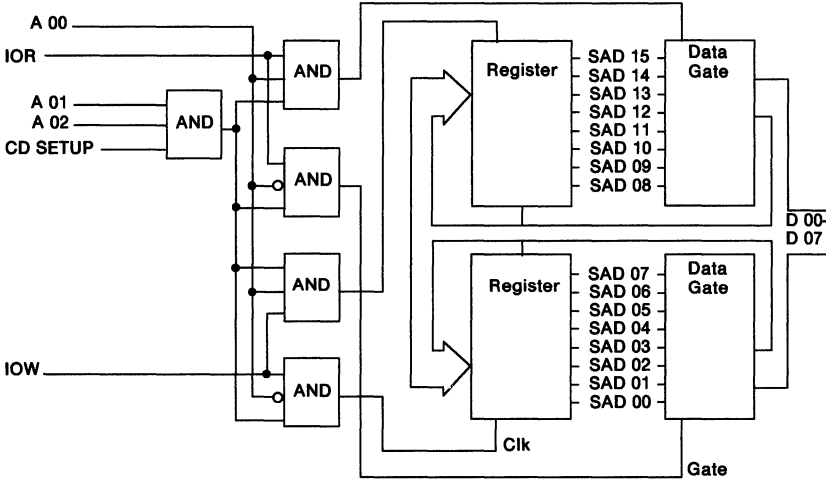 A 00
IOR
A 01
A 02
CD SETUP
IOW
AND
AND
AND
AND
AND
Register
SAD 15
SAD 14
SAD 13
SAD 12
SAD 11
SAD 10
SAD 09
SAD 08
Data
Gate
D 00-
D 07
Register
SAD 07
SAD 06
SAD 05
SAD 04
SAD 03
SAD 02
SAD 01
SAD 00
Data
Gate
Clk
Gate